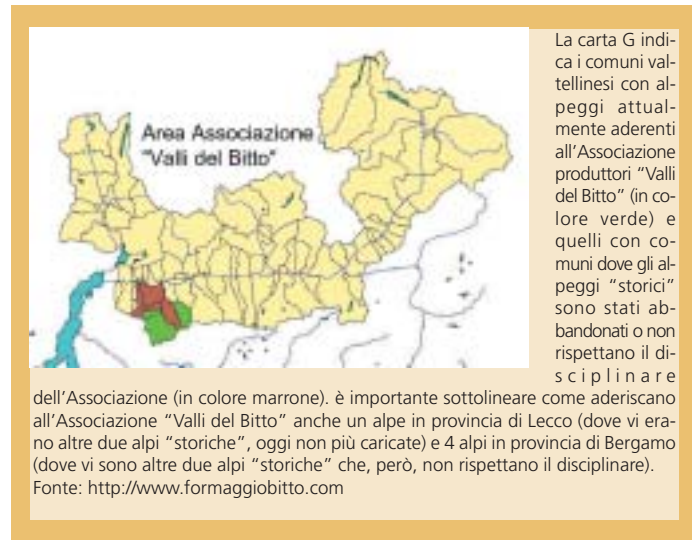 Area Associazione
"Valli del Bitto"
La carta G indi-
ca i comuni val-
tellinesi con al-
peggi attual-
mente aderenti
all'Associazione
produttori “Valli
del Bitto” (in co-
lore verde) e
quelli con co-
muni dove gli al-
peggi “storici”
sono stati ab-
bandonati o non
rispettano il di-
sciplinare
dell'Associazione (in colore marrone). è importante sottolineare come aderiscano
all'Associazione “Valli del Bitto” anche un alpe in provincia di Lecco (dove vi era-
no altre due alpi “storiche”, oggi non più caricate) e 4 alpi in provincia di Bergamo
(dove vi sono altre due alpi “storiche” che, però, non rispettano il disciplinare).
Fonte: http://www.formaggiobitto.com